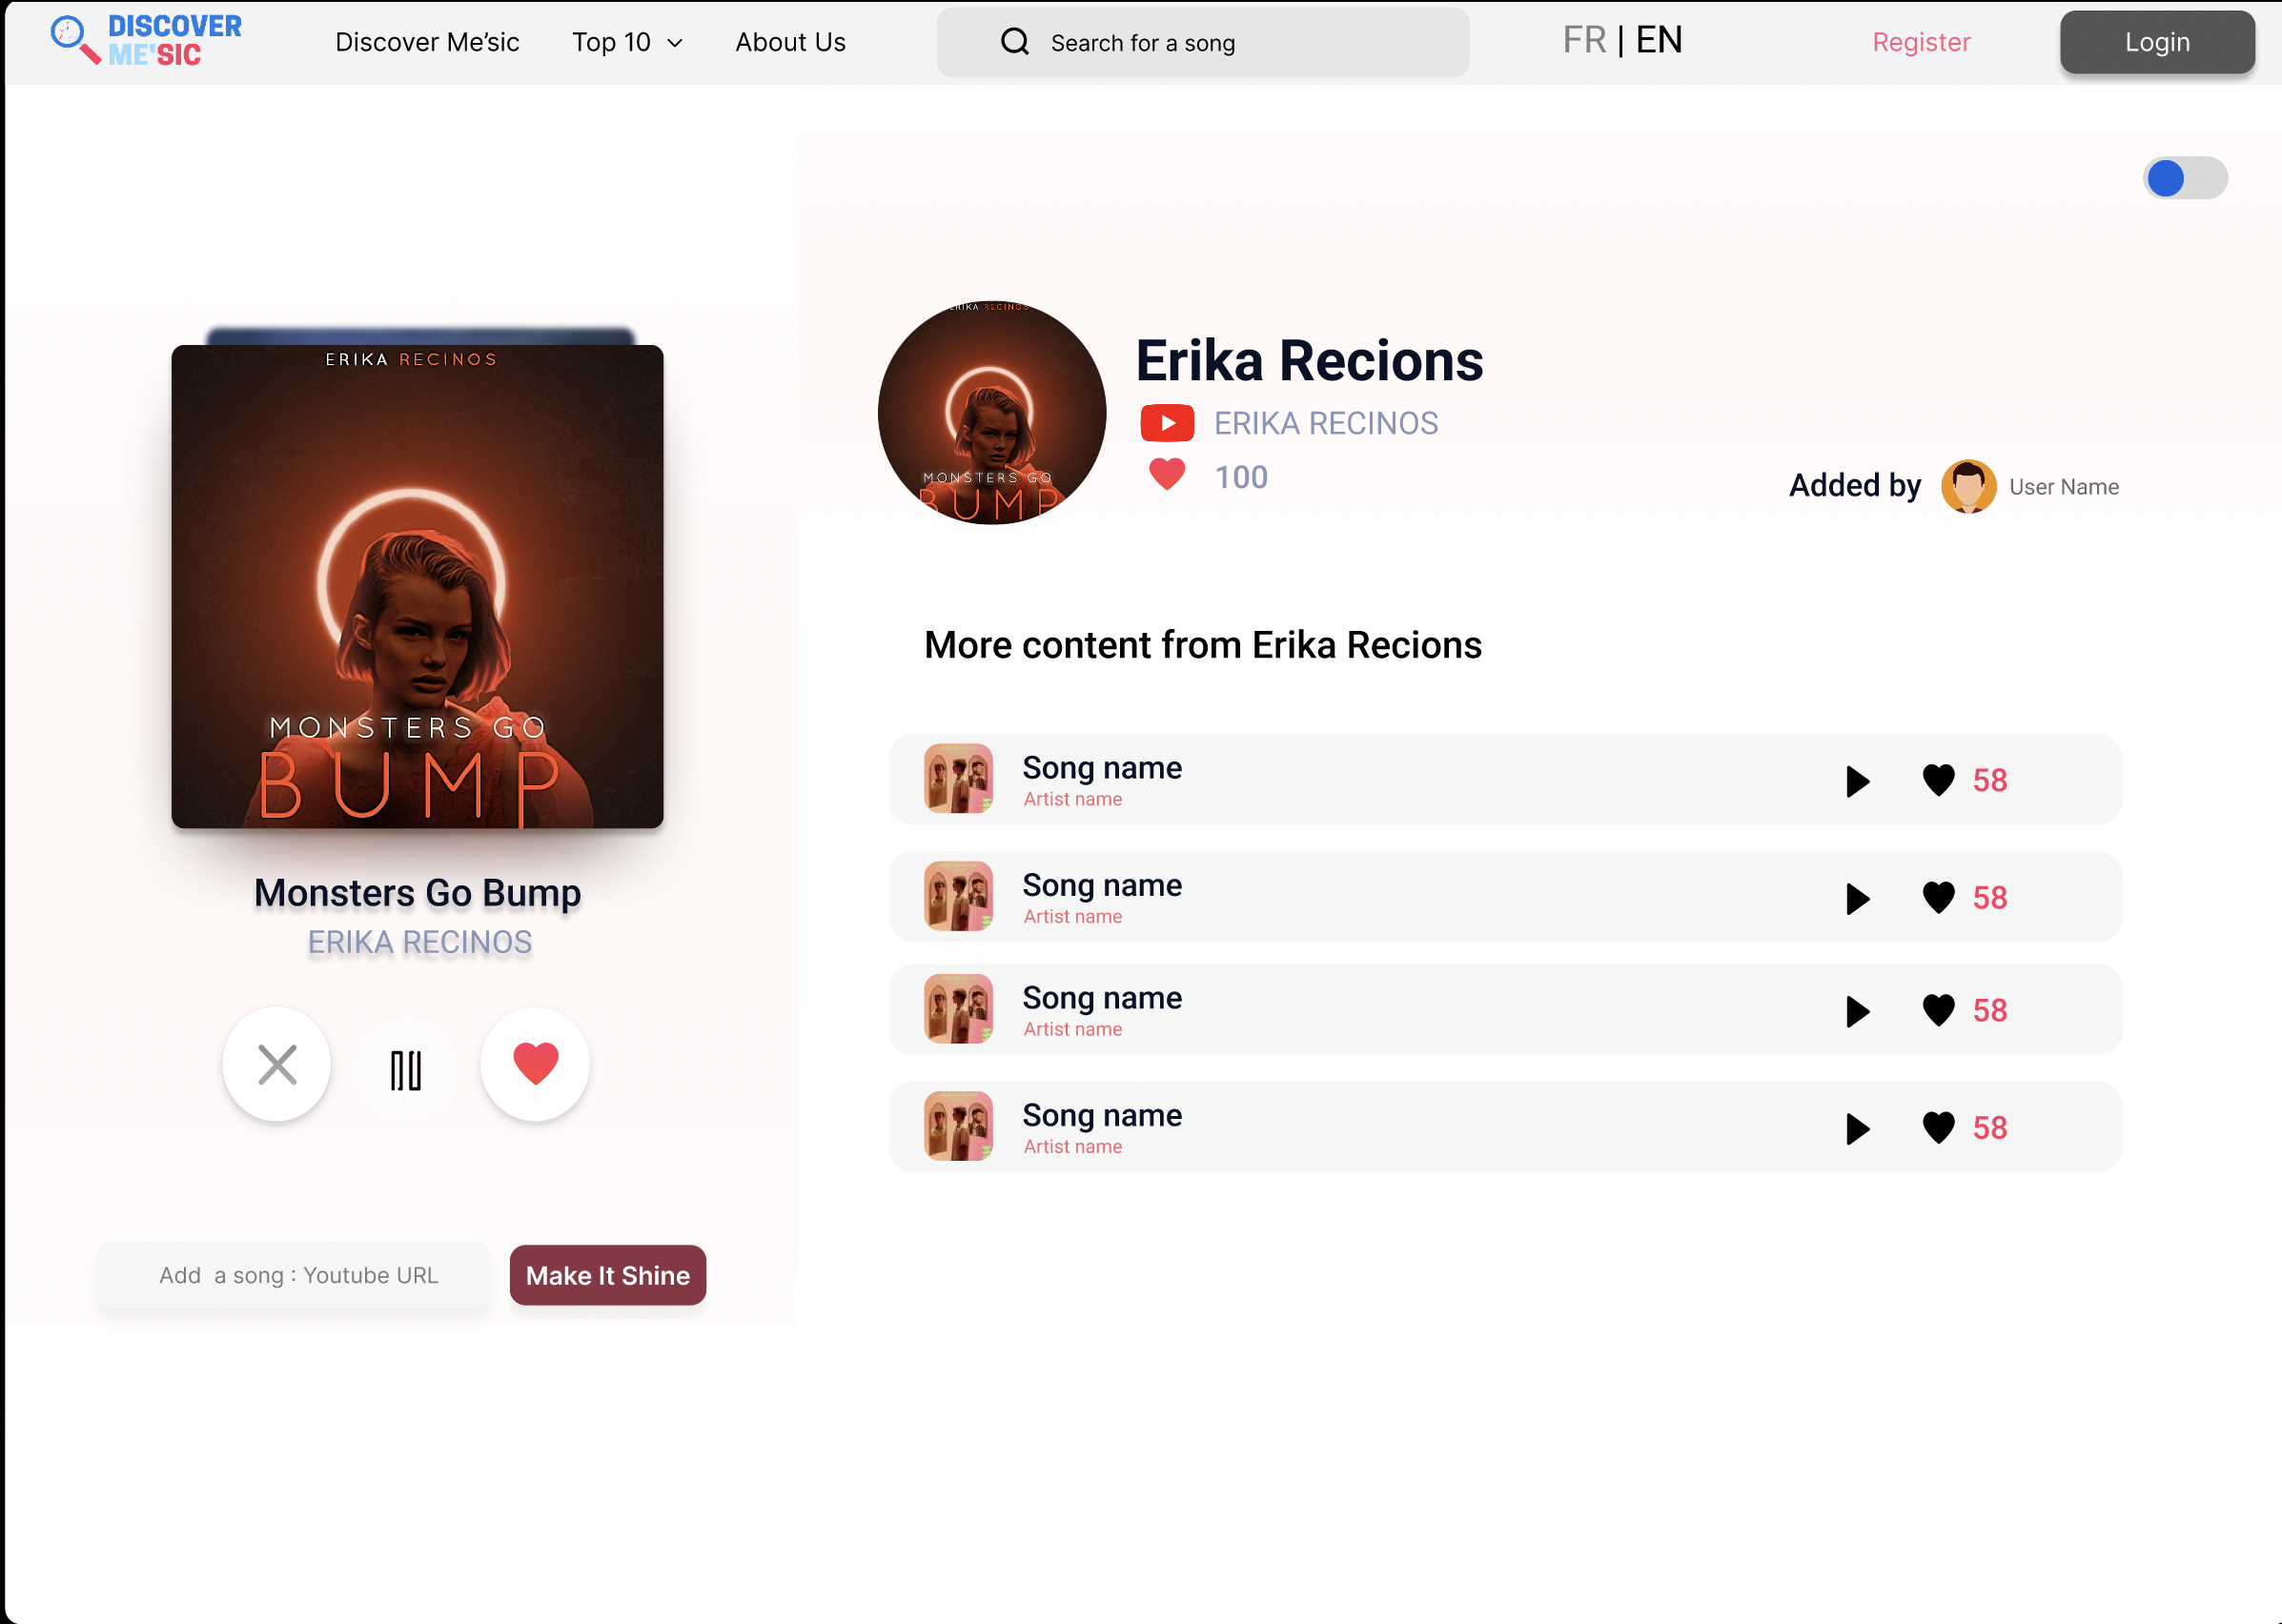 DISCOVER
ME'SIC
Discover Me’sic
Top 10
About Us
Search for a song
FR | EN
Register
Login
ERIKA RECINOS
MONSTERS GO
BUMP
Monsters Go Bump
ERIKA RECINOS
Add a song : Youtube URL
Make It Shine
ERIKA RECINOS
MONSTERS GO
BUMP
Erika Recions
ERIKA RECINOS
100
Added by
User Name
More content from Erika Recions
Song name
Artist name
58
Song name
Artist name
58
Song name
Artist name
58
Song name
Artist name
58